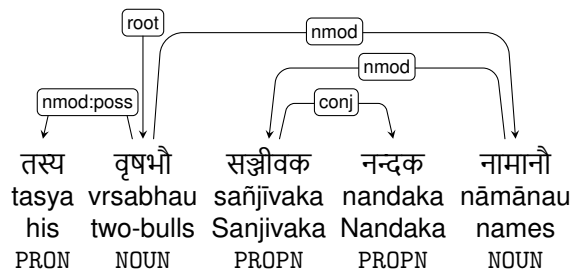 root
nmod
nmod
nmod:poss
conj
तस्य वृषभौ सञ्जीवक नन्दक नामानौ
tasya vrsabhau sañjīvaka nandaka nāmānau
his two-bulls Sanjivaka Nandaka names
PRON NOUN PROPN PROPN NOUN